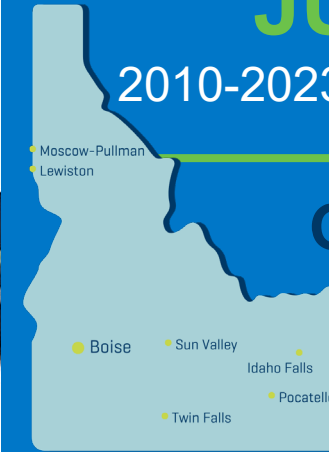 2010-2023
Moscow-Pullman
Lewiston
Boise
Sun Valley
Idaho Falls
Twin Falls